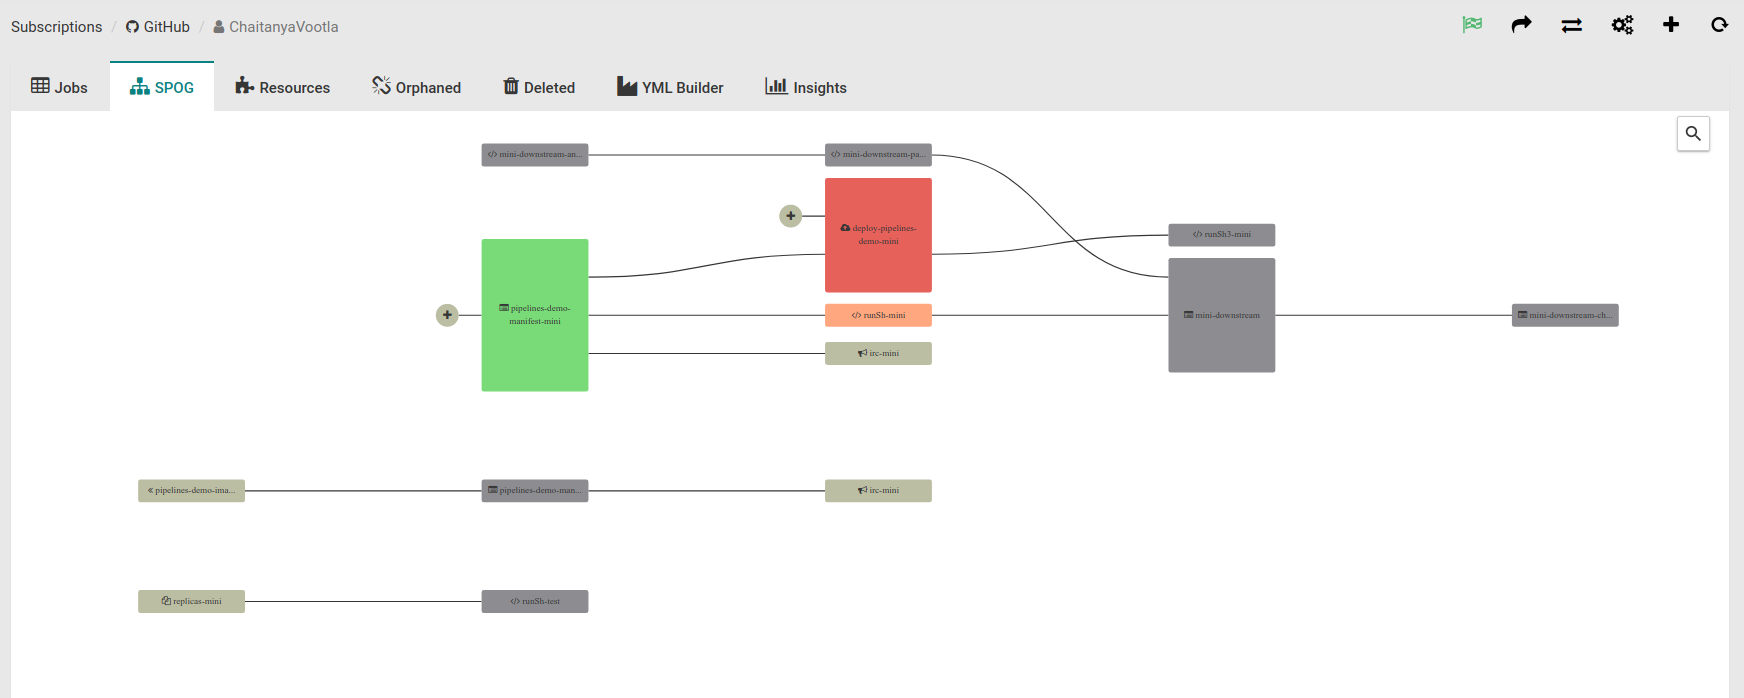 Subscriptions / GitHub / ChaitanyaVootla
Jobs SPOG Resources Orphaned Deleted YML Builder Insights
mini-downstream-an...
mini-downstream-pa...
deploy-pipelines-
demo-mini
runSh3-mini
pipelines-demo-
manifest-mini
runSh-mini
mini-downstream
mini-downstream-ch...
irc-mini
pipelines-demo-ima...
pipelines-demo-man...
irc-mini
replicas-mini
runSh-test